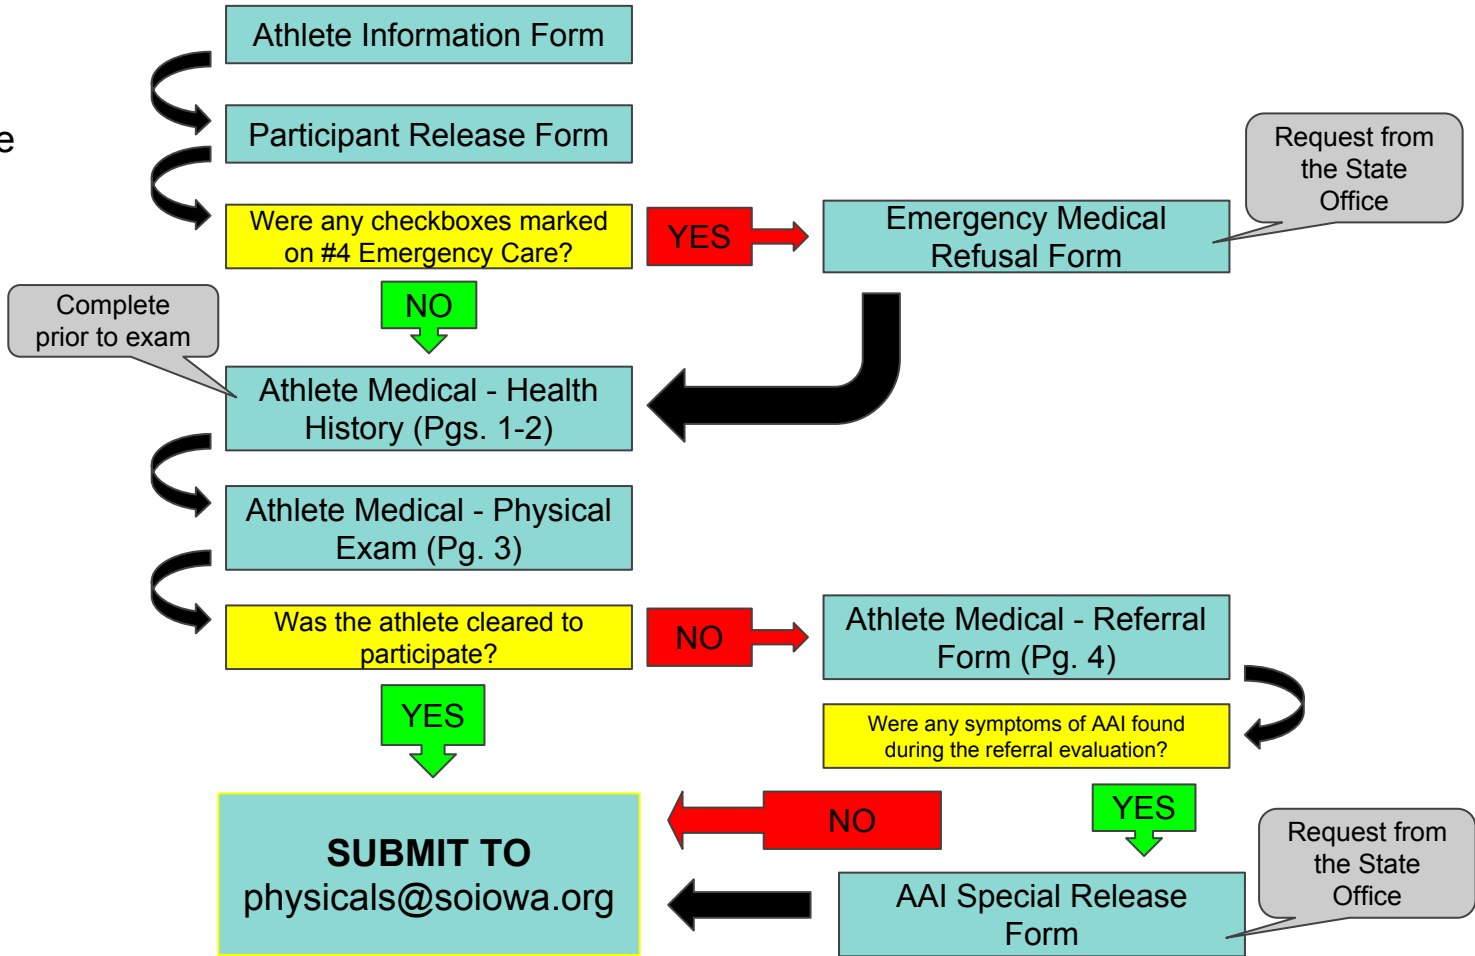 Athlete Information Form
e
Participant Release Form
Request from
the State
Office
Were any checkboxes marked
on #4 Emergency Care?
YES
Emergency Medical
Refusal Form
NO
Complete
prior to exam
Athlete Medical - Health
History (Pgs. 1-2)
Athlete Medical - Physical
Exam (Pg. 3)
Was the athlete cleared to
participate?
NO
Athlete Medical - Referral
Form (Pg. 4)
YES
Were any symptoms of AAI found
during the referral evaluation?
NO
YES
SUBMIT TO
physicals@soiowa.org
AAI Special Release
Form
Request from
the State
Office